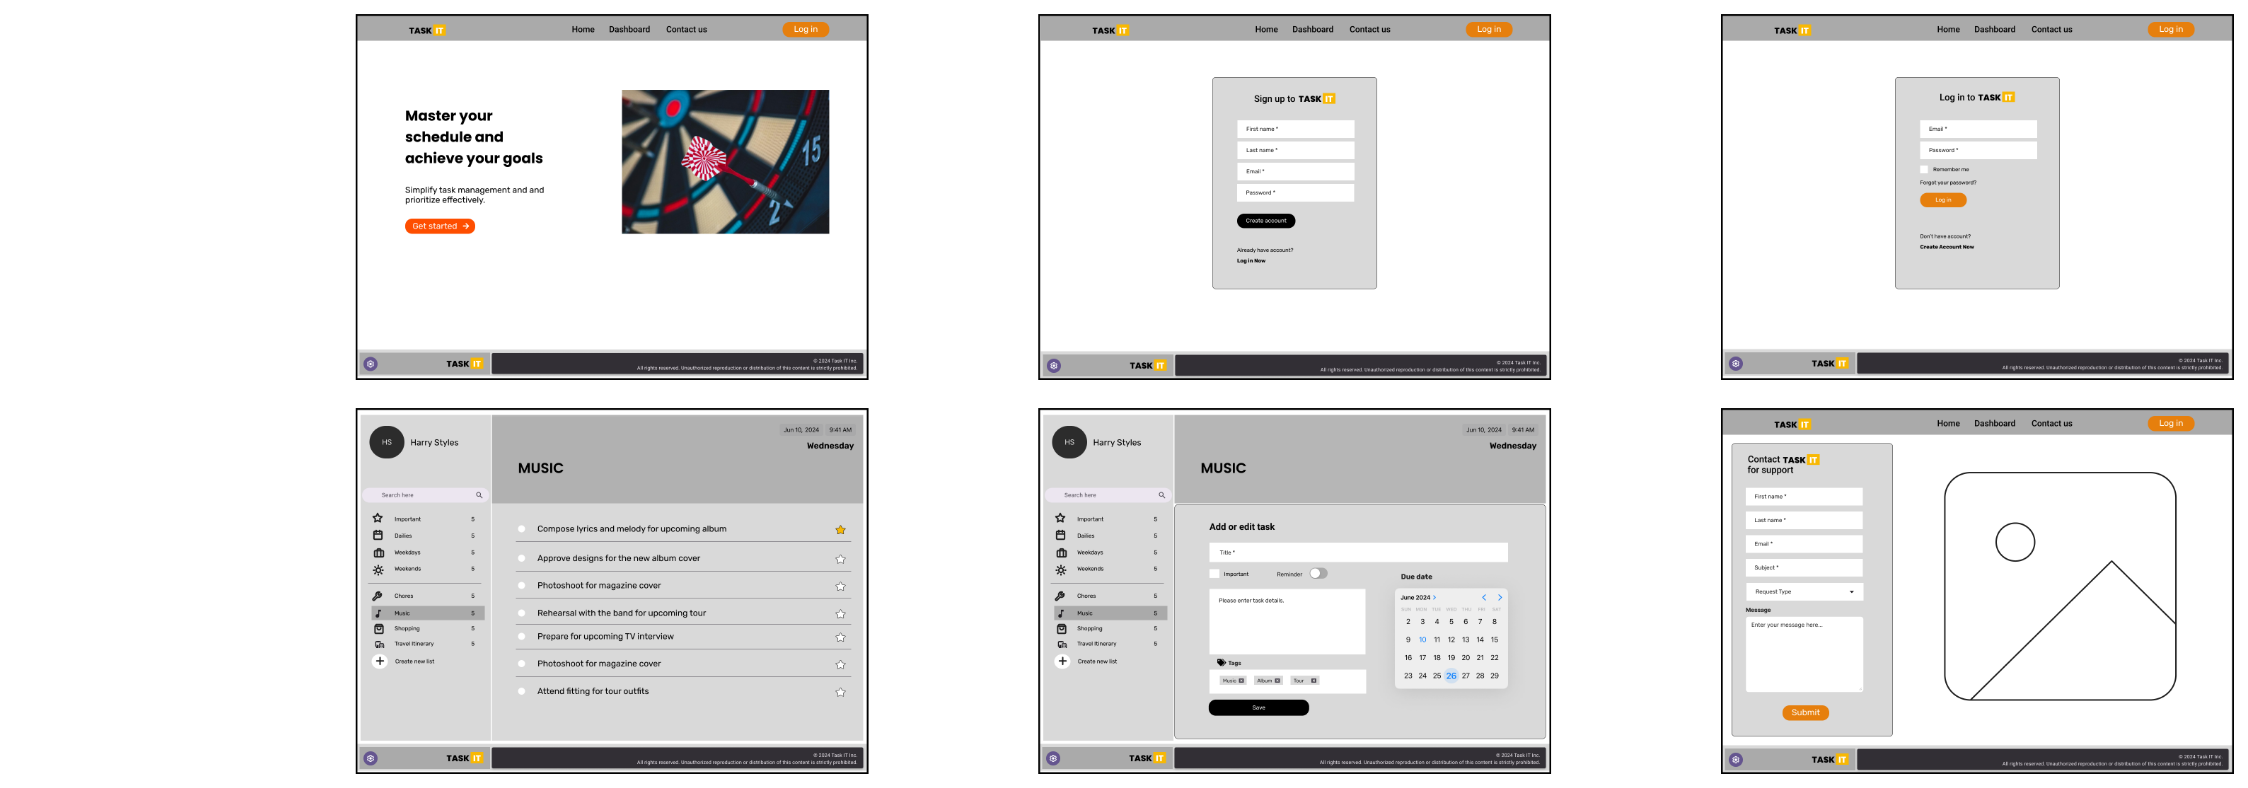 TASK IT
Home Dashboard Contact us
Log in
Master your
schedule and
achieve your goals
Simplify task management and and
prioritize effectively.
Get started
15
2
TASK IT
© 2024 Task IT Inc.
All rights reserved. Unauthorized reproduction or distribution of this content is strictly prohibited.
TASK IT
Home Dashboard Contact us
Log in
Sign up to TASK IT
First name *
Last name *
Email *
Password *
Create account
Already have account?
Log in Now
TASK IT
© 2024 Task IT Inc.
All rights reserved. Unauthorized reproduction or distribution of this content is strictly prohibited.
TASK IT
Home Dashboard Contact us
Log in
Log in to TASK IT
Email *
Password *
Remember me
Forgot your password?
Log in
Don't have account?
Create Account Now
TASK IT
© 2024 Task IT Inc.
All rights reserved. Unauthorized reproduction or distribution of this content is strictly prohibited.
HS Harry Styles
Search here
Important 5
Dailies 5
Weekdays 5
Weekends 5
Chores 5
Music 5
Shopping 5
Travel Itinerary 5
Create new list
Jun 10, 2024 9:41 AM
Wednesday
MUSIC
Compose lyrics and melody for upcoming album
Approve designs for the new album cover
Photoshoot for magazine cover
Rehearsal with the band for upcoming tour
Prepare for upcoming TV interview
Photoshoot for magazine cover
Attend fitting for tour outfits
TASK IT
© 2024 Task IT Inc.
All rights reserved. Unauthorized reproduction or distribution of this content is strictly prohibited.
HS Harry Styles
Search here
Important 5
Dailies 5
Weekdays 5
Weekends 5
Chores 5
Music 5
Shopping 5
Travel Itinerary 5
Create new list
Jun 10, 2024 9:41 AM
Wednesday
MUSIC
Add or edit task
Title *
Important Reminder
Please enter task details.
Tags
Music Album Tour
Save
Due date
June 2024
SUN MON TUE WED THU FRI SAT
2 3 4 5 6 7 8
9 10 11 12 13 14 15
16 17 18 19 20 21 22
23 24 25 26 27 28 29
TASK IT
© 2024 Task IT Inc.
All rights reserved. Unauthorized reproduction or distribution of this content is strictly prohibited.
TASK IT
Home Dashboard Contact us
Log in
Contact TASK IT
for support
First name *
Last name *
Email *
Subject *
Request Type
Message
Enter your message here...
Submit
TASK IT
© 2024 Task IT Inc.
All rights reserved. Unauthorized reproduction or distribution of this content is strictly prohibited.